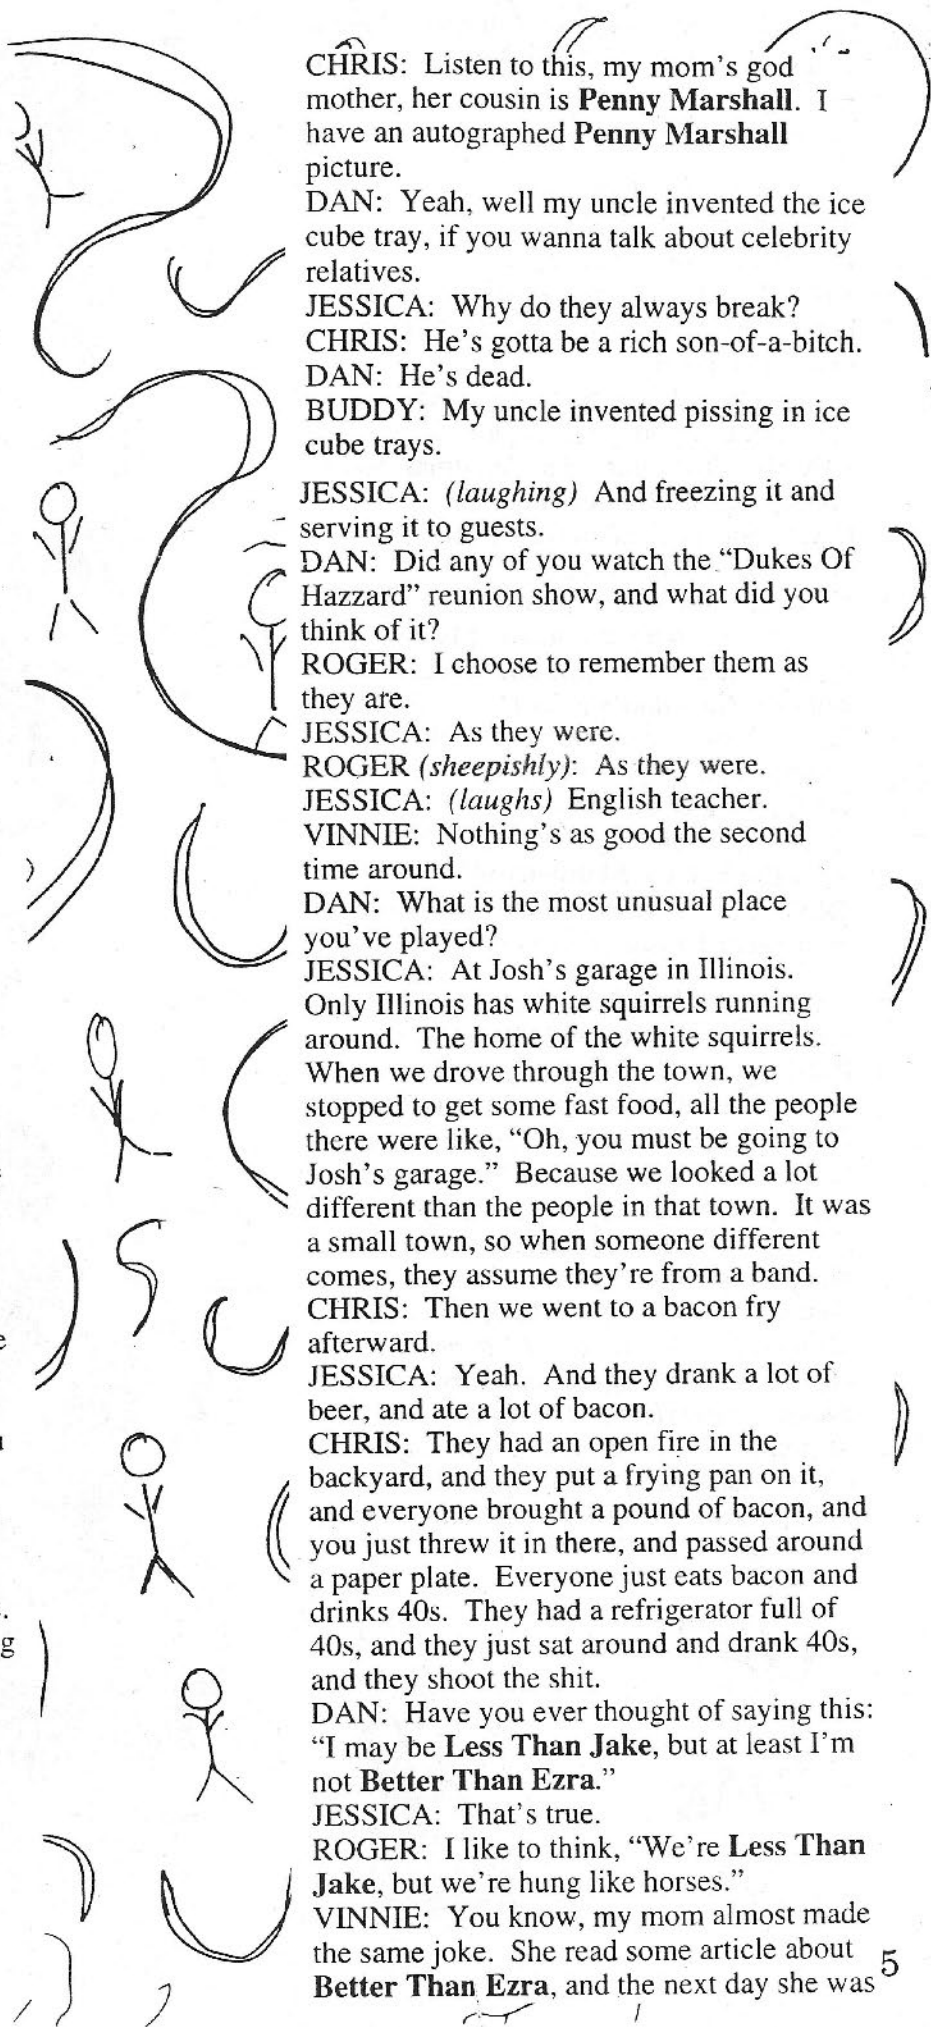 CHRIS:  Listen to this, my mom's god
mother, her cousin is Penny Marshall.  I
have an autographed Penny Marshall
picture.
DAN:  Yeah, well my uncle invented the ice
cube tray, if you wanna talk about celebrity
relatives.
JESSICA:  Why do they always break?
CHRIS:  He's gotta be a rich son-of-a-bitch.
DAN:  He's dead.
BUDDY:  My uncle invented pissing in ice
cube trays.
JESSICA:  (laughing)  And freezing it and
serving it to guests.
DAN:  Did any of you watch the "Dukes Of
Hazzard" reunion show, and what did you
think of it?
ROGER:  I choose to remember them as
they are.
JESSICA:  As they were.
ROGER (sheepishly):  As they were.
JESSICA:  (laughs)  English teacher.
VINNIE:  Nothing's as good the second
time around.
DAN:  What is the most unusual place
you've played?
JESSICA:  At Josh's garage in Illinois.
Only Illinois has white squirrels running
around.  The home of the white squirrels.
When we drove through the town, we
stopped to get some fast food, all the people
there were like, "Oh, you must be going to
Josh's garage."  Because we looked a lot
different than the people in that town.  It was
a small town, so when someone different
comes, they assume they're from a band.
CHRIS:  Then we went to a bacon fry
afterward.
JESSICA:  Yeah.  And they drank a lot of
beer, and ate a lot of bacon.
CHRIS:  They had an open fire in the
backyard, and they put a frying pan on it,
and everyone brought a pound of bacon, and
you just threw it in there, and passed around
a paper plate.  Everyone just eats bacon and
drinks 40s.  They had a refrigerator full of
40s, and they just sat around and drank 40s,
and they shoot the shit.
DAN:  Have you ever thought of saying this:
"I may be Less Than Jake, but at least I'm
not Better Than Ezra."
JESSICA:  That's true.
ROGER:  I like to think, "We're Less Than
Jake, but we're hung like horses."
VINNIE:  You know, my mom almost made
the same joke.  She read some article about
Better Than Ezra, and the next day she was
5